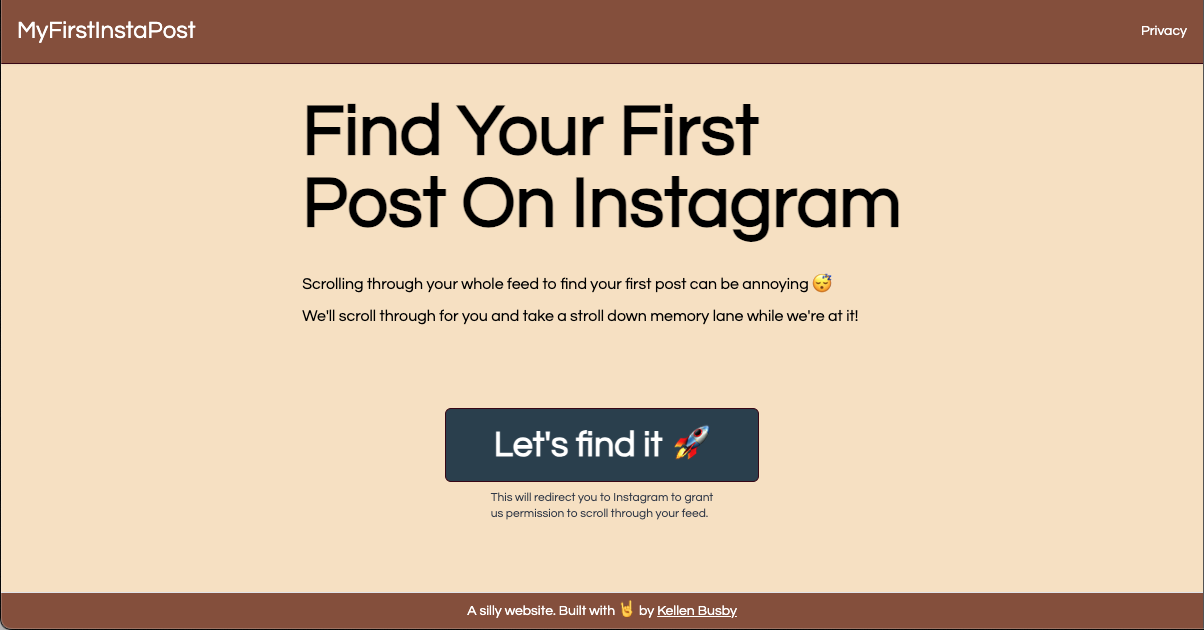 MyFirstInstaPost
Privacy
Find Your First
Post On Instagram
Scrolling through your whole feed to find your first post can be annoying 😴
We'll scroll through for you and take a stroll down memory lane while we're at it!
Let's find it 🚀
This will redirect you to Instagram to grant
us permission to scroll through your feed.
A silly website. Built with 🤘 by Kellen Busby